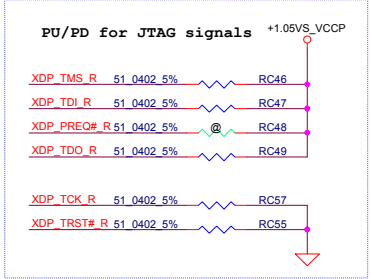 PU/PD for JTAG signals +1.05VS_VCCP
XDP_TMS_R 51_0402_5% RC46
XDP_TDI_R 51_0402_5% RC47
XDP_PREQ#_R 51_0402_5% @ RC48
XDP_TDO_R 51_0402_5% RC49
XDP_TCK_R 51_0402_5% RC57
XDP_TRST#_R 51_0402_5% RC55